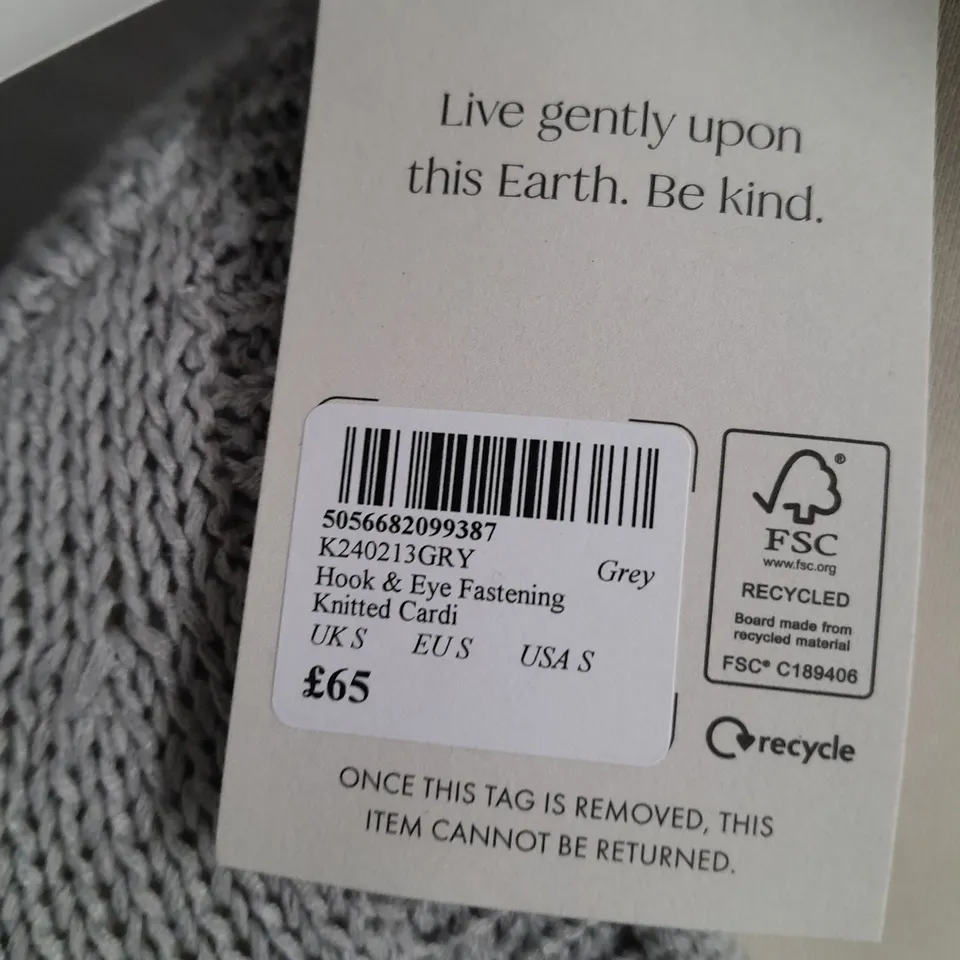 Live gently upon
this Earth. Be kind.
5056682099387
K240213GRY
Grey
Hook & Eye Fastening
Knitted Cardi
UK S EU S USA S
£65
®
FSC
www.fsc.org
RECYCLED
Board made from
recycled material
FSC® C189406
recycle
ONCE THIS TAG IS REMOVED, THIS
ITEM CANNOT BE RETURNED.